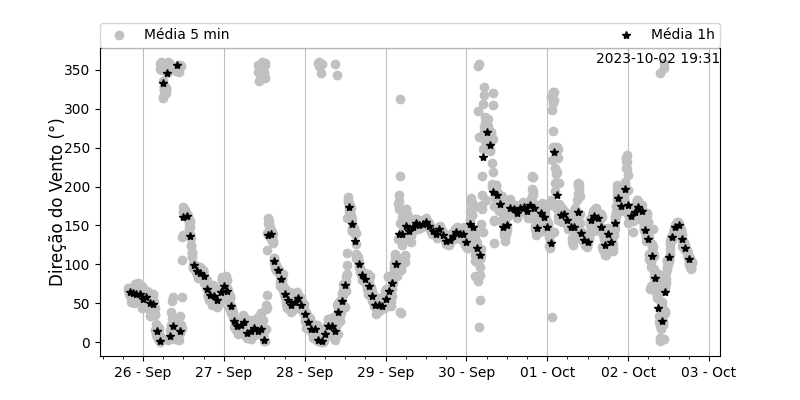 Média 5 min
Média 1h
2023-10-02 19:31
Direção do Vento (°)
350
300
250
200
150
100
50
0
26 - Sep
27 - Sep
28 - Sep
29 - Sep
30 - Sep
01 - Oct
02 - Oct
03 - Oct